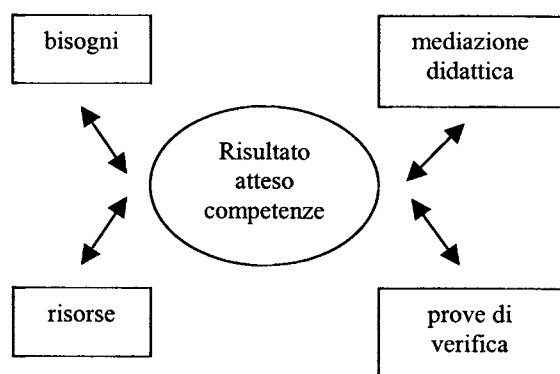 bisogni
mediazione
didattica
Risultato
atteso
competenze
risorse
prove di
verifica